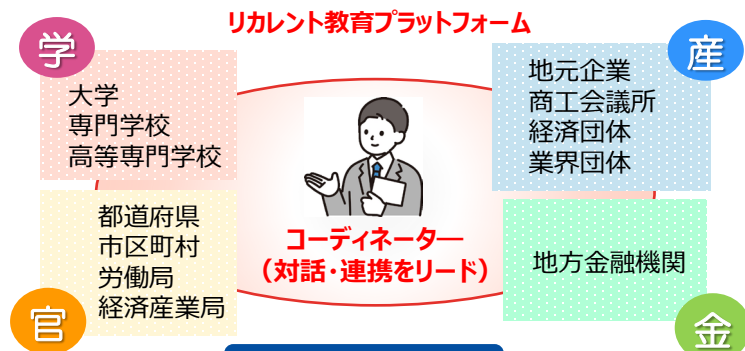 リカレント教育プラットフォーム
学
大学
専門学校
高等専門学校
産
地元企業
商工会議所
経済団体
業界団体
コーディネーター
（対話・連携をリード）
官
都道府県
市区町村
労働局
経済産業局
金
地方金融機関